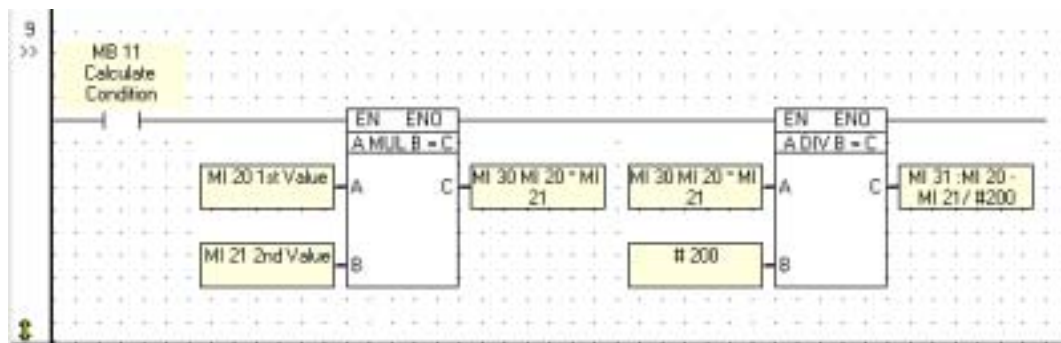 9
>>
MB 11
Calculate
Condition
EN ENO
A MUL B = C
MI 20 1st Value
A
C
MI 30 MI 20 * MI
21
MI 21 2nd Value
B
EN ENO
A DIV B = C
MI 30 MI 20 * MI
21
A
C
MI 31 :MI 20 -
MI 21/ #200
# 200
B